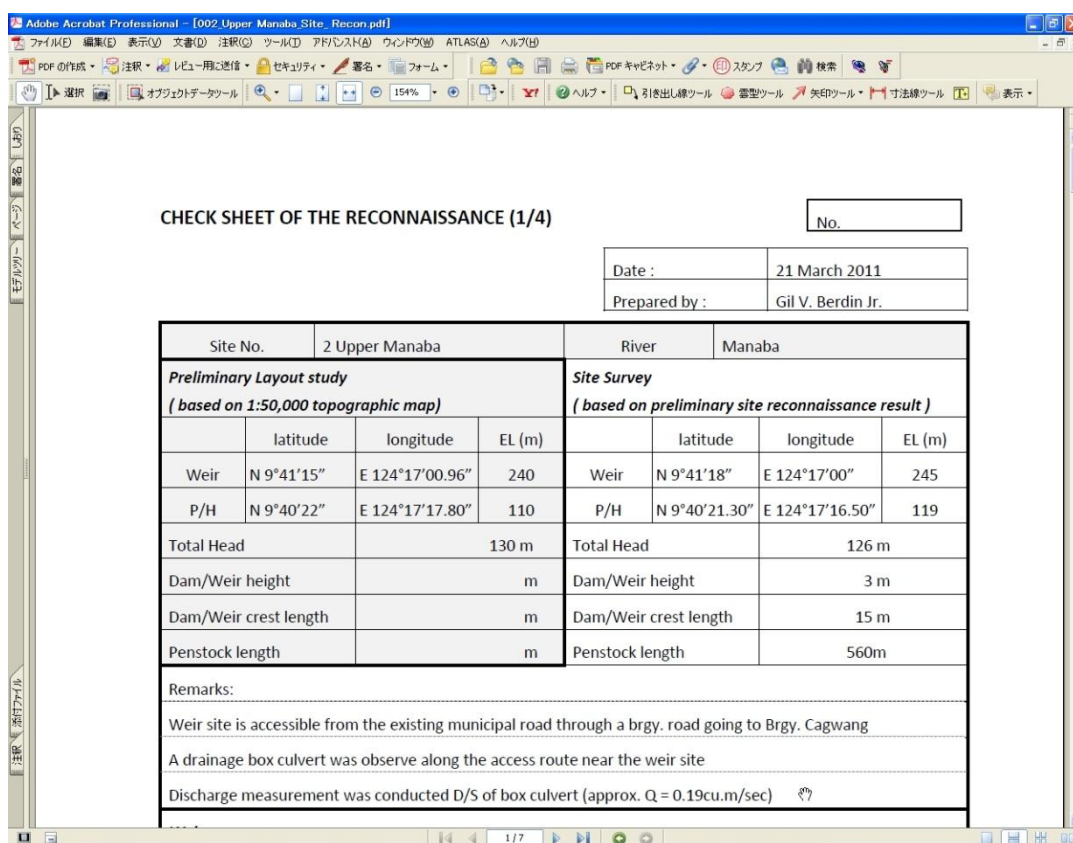 Adobe Acrobat Professional - [002_Upper Manaba_Site_ Recon.pdf]
ファイル(F) 編集(E) 表示(V) 文書(D) 注釈(C) ツール(T) アドバンスト(A) ウィンドウ(W) ATLAS(A) ヘルプ(H)
PDF の作成 注釈 レビュー用に送信 セキュリティ 署名 フォーム PDF キャビネット スタンプ 検索
選択 オブジェクトデータツール 154% Y! ヘルプ 引き出し線ツール 雲型ツール 矢印ツール 寸法線ツール 表示
しおり
署名
ページ
モデルツリー
添付ファイル
注釈
CHECK SHEET OF THE RECONNAISSANCE (1/4) No.
Date : 21 March 2011
Prepared by : Gil V. Berdin Jr.
Site No. 2 Upper Manaba River Manaba
Preliminary Layout study Site Survey
( based on 1:50,000 topographic map) ( based on preliminary site reconnaissance result )
latitude longitude EL (m) latitude longitude EL (m)
Weir N 9°41′15″ E 124°17′00.96″ 240 Weir N 9°41′18″ E 124°17′00″ 245
P/H N 9°40′22″ E 124°17′17.80″ 110 P/H N 9°40′21.30″ E 124°17′16.50″ 119
Total Head 130 m Total Head 126 m
Dam/Weir height m Dam/Weir height 3 m
Dam/Weir crest length m Dam/Weir crest length 15 m
Penstock length m Penstock length 560m
Remarks:
Weir site is accessible from the existing municipal road through a brgy. road going to Brgy. Cagwang
A drainage box culvert was observe along the access route near the weir site
Discharge measurement was conducted D/S of box culvert (approx. Q = 0.19cu.m/sec)
1/7